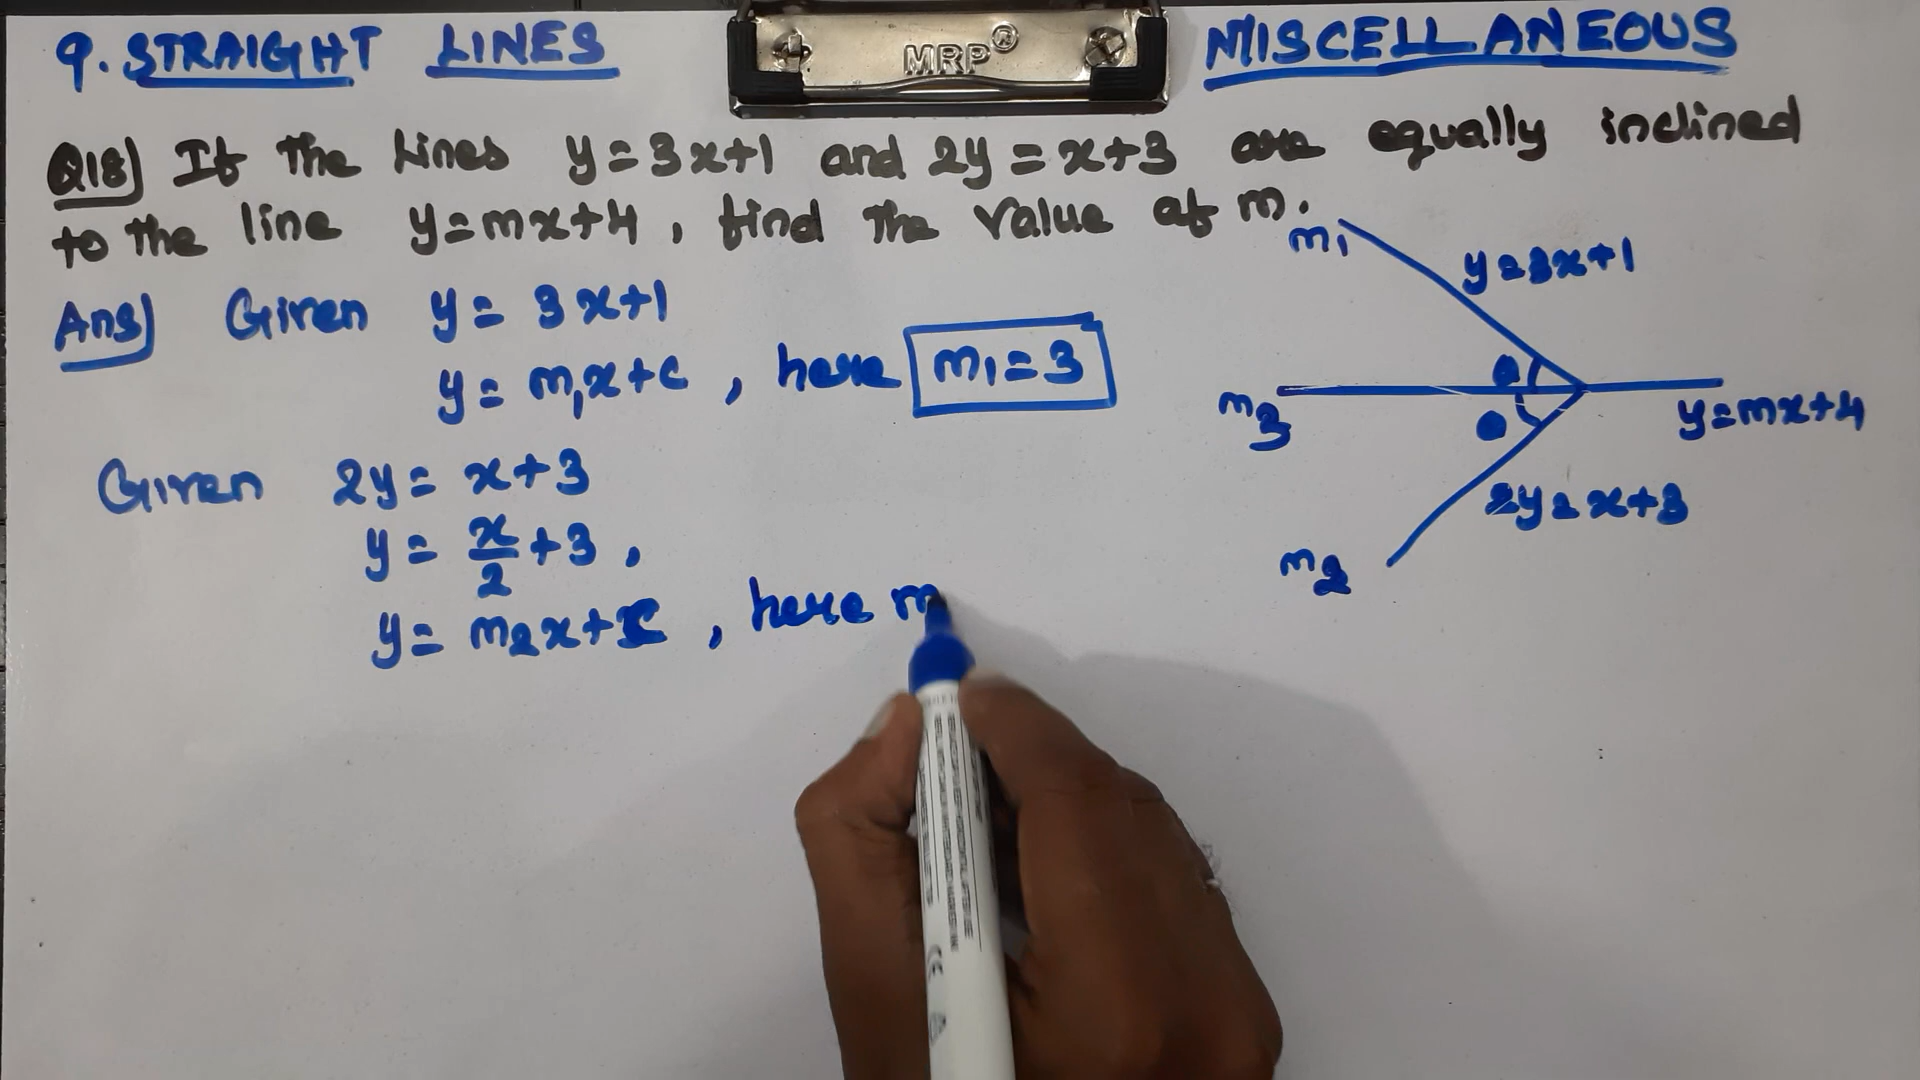 9. STRAIGHT LINES
MRP®
MISCELLANEOUS
Q18) If the lines y=3x+1 and 2y=x+3 are equally inclined
to the line y=mx+4, find the value of m.
Ans) Given y= 3x+1
y= m₁x+c , here m₁=3
Given 2y= x+3
y= x/2 +3 ,
y= m₂x+c , here m
m₁
y=3x+1
θ
m₃
y=mx+4
θ
2y=x+3
m₂
CE